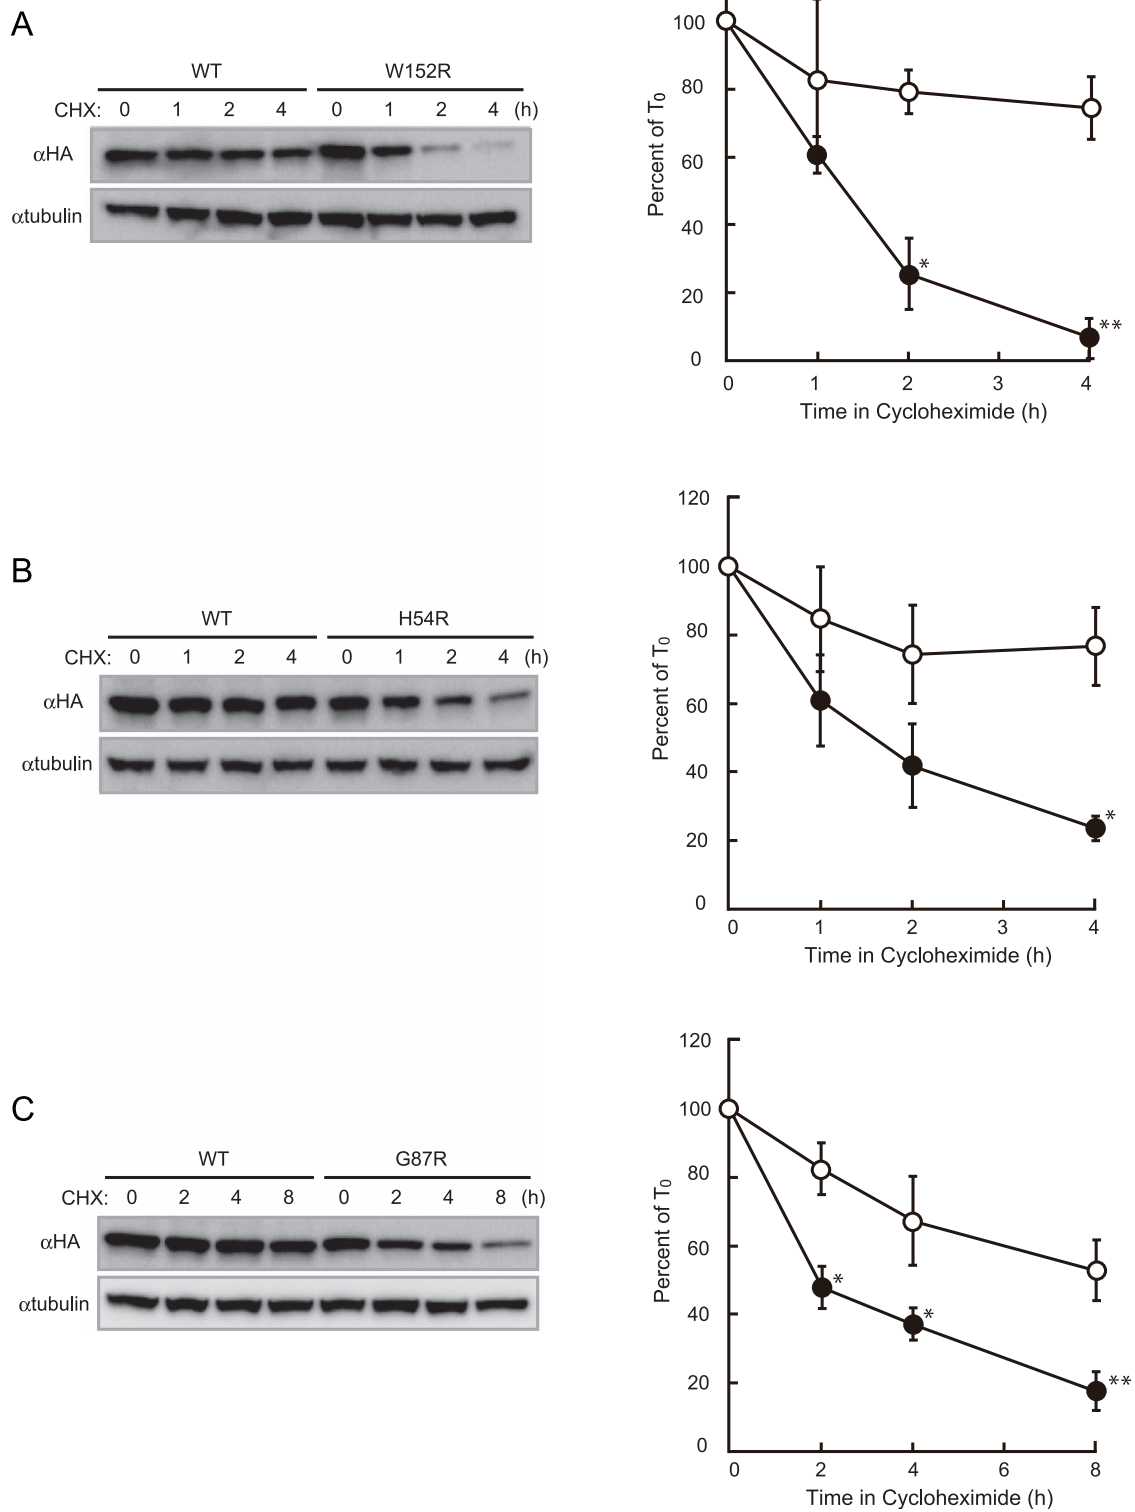 A
WT W152R
CHX: 0 1 2 4 0 1 2 4 (h)
αHA
αtubulin
100
80
60
40
20
0
Percent of T0
*
**
0 1 2 3 4
Time in Cycloheximide (h)
B
WT H54R
CHX: 0 1 2 4 0 1 2 4 (h)
αHA
αtubulin
120
100
80
60
40
20
0
Percent of T0
*
0 1 2 3 4
Time in Cycloheximide (h)
C
WT G87R
CHX: 0 2 4 8 0 2 4 8 (h)
αHA
αtubulin
120
100
80
60
40
20
0
Percent of T0
*
*
**
0 2 4 6 8
Time in Cycloheximide (h)